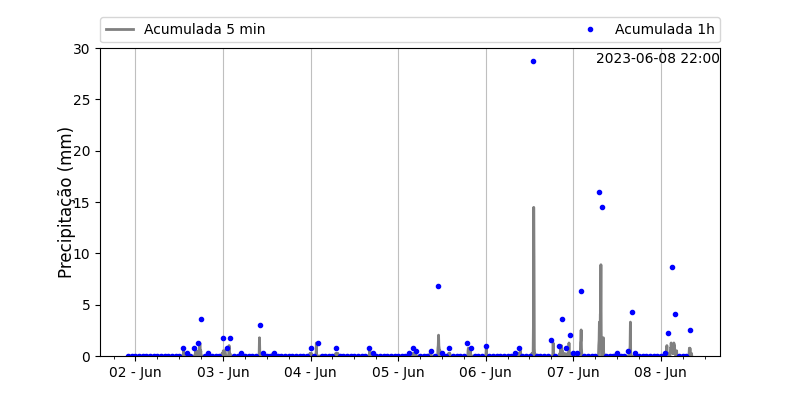 Acumulada 5 min
Acumulada 1h
2023-06-08 22:00
Precipitação (mm)
30
25
20
15
10
5
0
02 - Jun
03 - Jun
04 - Jun
05 - Jun
06 - Jun
07 - Jun
08 - Jun